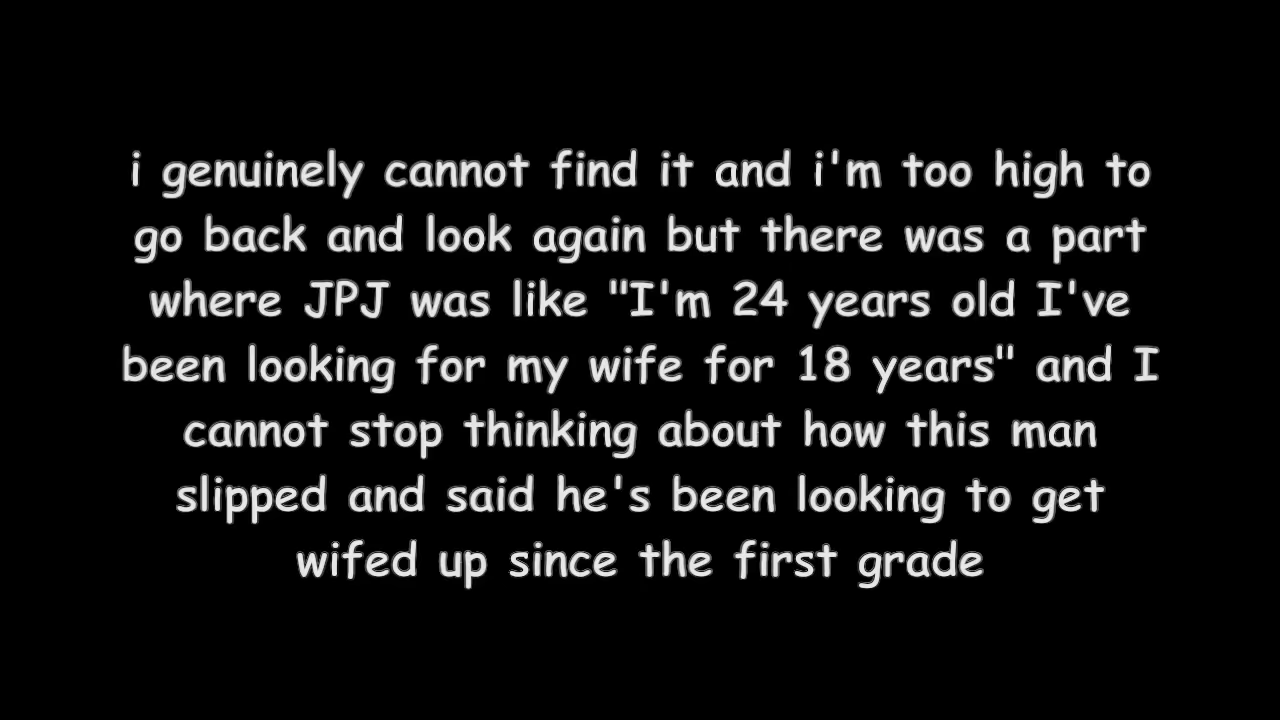 i genuinely cannot find it and i'm too high to
go back and look again but there was a part
where JPJ was like "I'm 24 years old I've
been looking for my wife for 18 years" and I
cannot stop thinking about how this man
slipped and said he's been looking to get
wifed up since the first grade